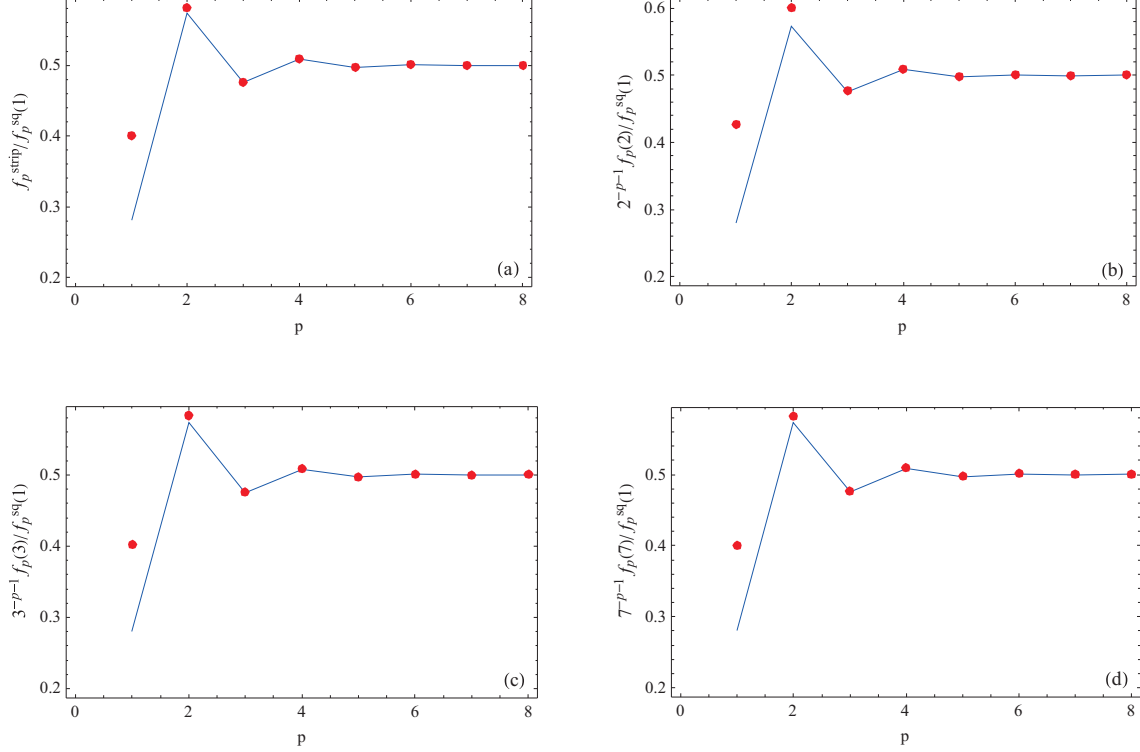 0.5
0.4
0.3
0.2
0 2 4 6 8
p
f_p^strip/f_p^sq(1)
(a)
0.6
0.5
0.4
0.3
0.2
0 2 4 6 8
p
2^-p-1 f_p(2)/f_p^sq(1)
(b)
0.5
0.4
0.3
0.2
0 2 4 6 8
p
3^-p-1 f_p(3)/f_p^sq(1)
(c)
0.5
0.4
0.3
0.2
0 2 4 6 8
p
7^-p-1 f_p(7)/f_p^sq(1)
(d)